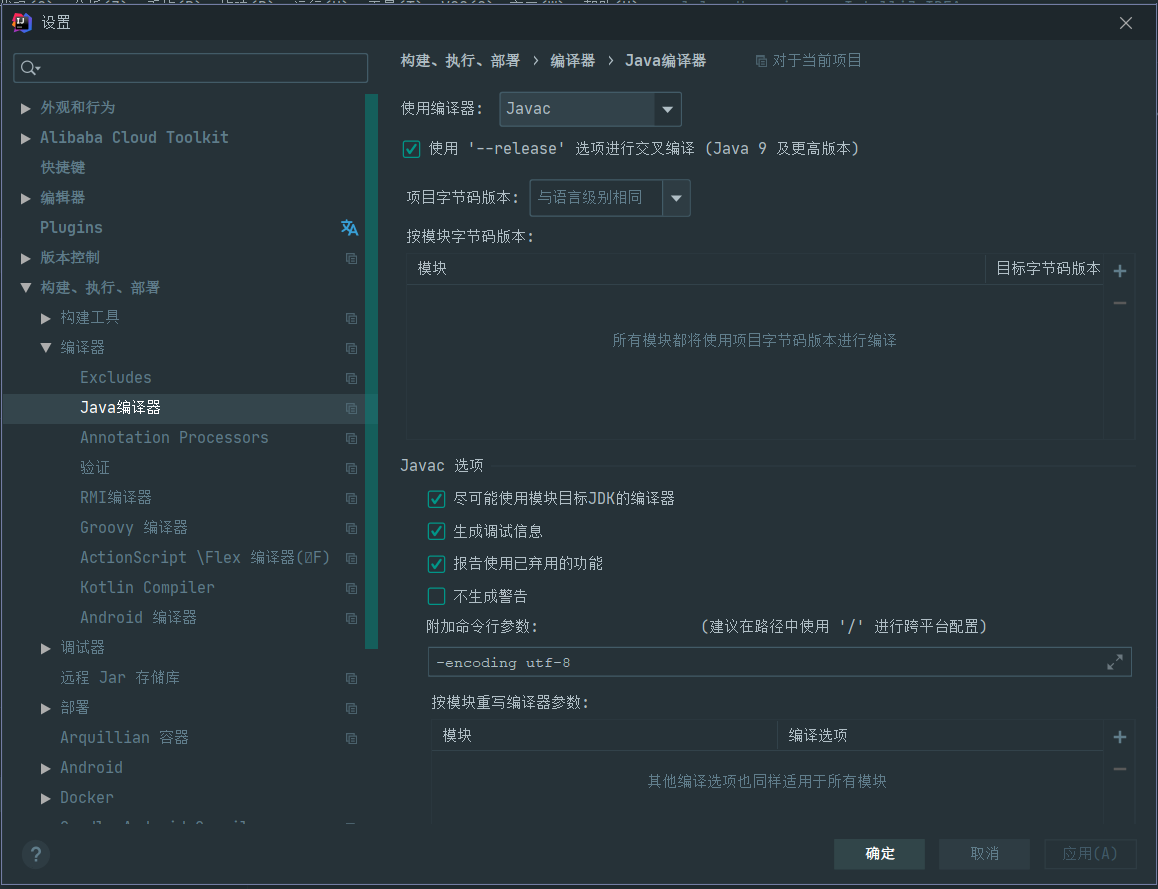 设置
构建、执行、部署 › 编译器 › Java编译器 对于当前项目
外观和行为
Alibaba Cloud Toolkit
快捷键
编辑器
Plugins
版本控制
构建、执行、部署
构建工具
编译器
Excludes
Java编译器
Annotation Processors
验证
RMI编译器
Groovy 编译器
ActionScript \Flex 编译器(F)
Kotlin Compiler
Android 编译器
调试器
远程 Jar 存储库
部署
Arquillian 容器
Android
Docker
使用编译器: Javac
使用 '--release' 选项进行交叉编译 (Java 9 及更高版本)
项目字节码版本: 与语言级别相同
按模块字节码版本:
模块 目标字节码版本
所有模块都将使用项目字节码版本进行编译
Javac 选项
尽可能使用模块目标JDK的编译器
生成调试信息
报告使用已弃用的功能
不生成警告
附加命令行参数: (建议在路径中使用 '/' 进行跨平台配置)
-encoding utf-8
按模块重写编译器参数:
模块 编译选项
其他编译选项也同样适用于所有模块
? 确定 取消 应用(A)